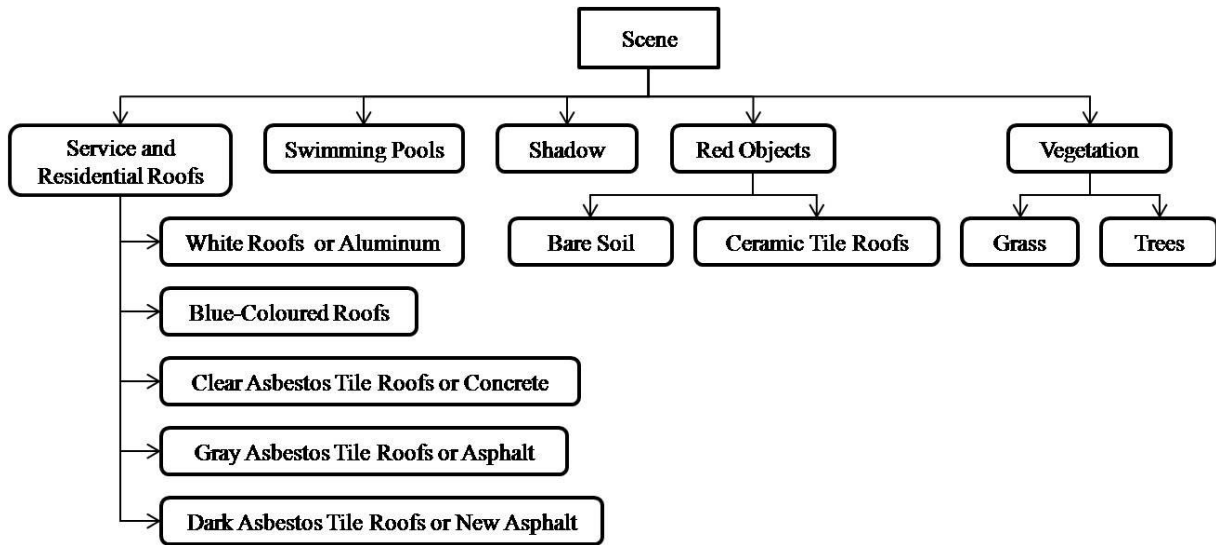 Scene
Service and
Residential Roofs
Swimming Pools
Shadow
Red Objects
Vegetation
White Roofs or Aluminum
Bare Soil
Ceramic Tile Roofs
Grass
Trees
Blue-Coloured Roofs
Clear Asbestos Tile Roofs or Concrete
Gray Asbestos Tile Roofs or Asphalt
Dark Asbestos Tile Roofs or New Asphalt